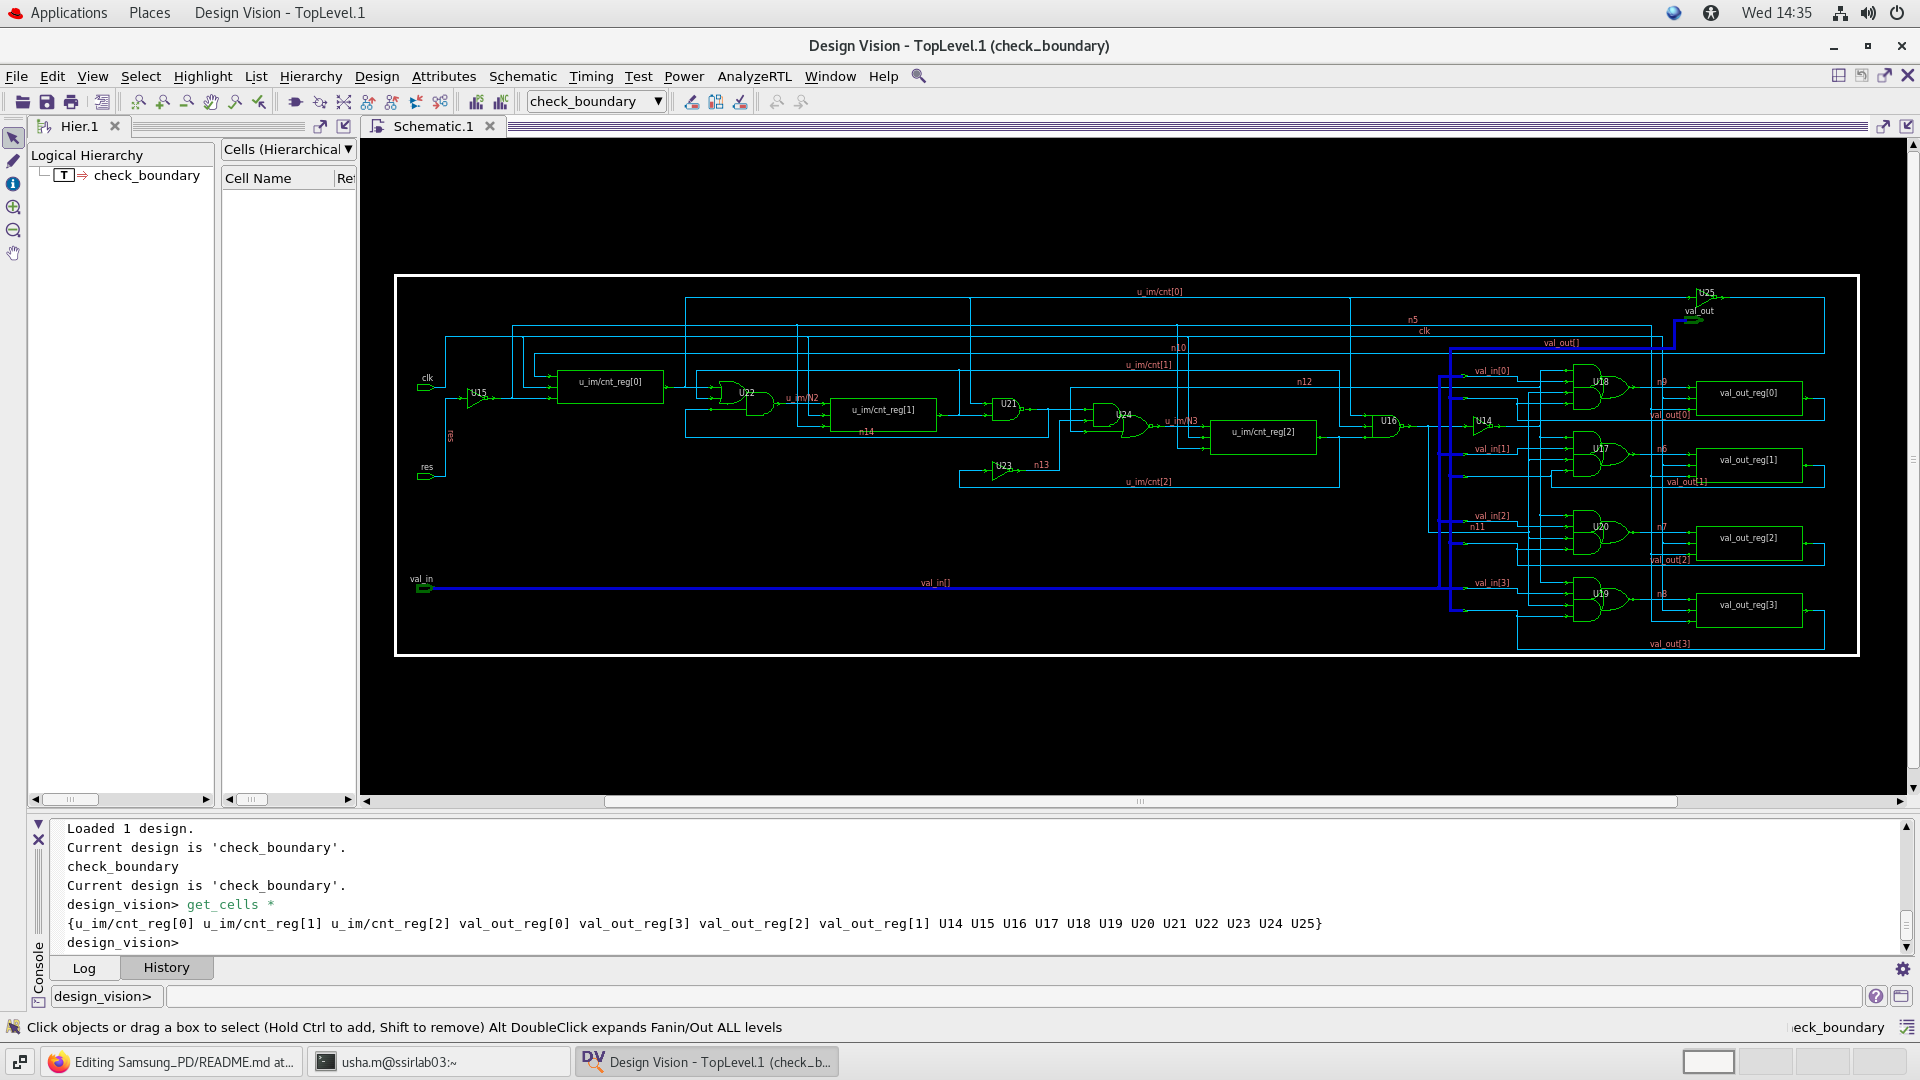 Applications Places Design Vision - TopLevel.1 Wed 14:35
Design Vision - TopLevel.1 (check_boundary)
File Edit View Select Highlight List Hierarchy Design Attributes Schematic Timing Test Power AnalyzeRTL Window Help
check_boundary
Hier.1 Schematic.1
Logical Hierarchy Cells (Hierarchical
T check_boundary Cell Name Re
u_im/cnt[0] U25
val_out
n5
clk
val_out[]
n10
u_im/cnt[1]
val_in[0]
clk u_im/cnt_reg[0] n12 U18 n9
U15 U22 u_im/N2 val_out_reg[0]
U21
u_im/cnt_reg[1] U24 val_out[0]
u_im/N3 U16 U14
res n14 u_im/cnt_reg[2]
val_in[1] U17 n6
val_out_reg[1]
res U23 n13
u_im/cnt[2] val_out[1]
val_in[2]
n11 U20 n7
val_out_reg[2]
val_out[2]
val_in val_in[] val_in[3]
U19 n8
val_out_reg[3]
val_out[3]
Loaded 1 design.
Current design is 'check_boundary'.
check_boundary
Current design is 'check_boundary'.
design_vision> get_cells *
{u_im/cnt_reg[0] u_im/cnt_reg[1] u_im/cnt_reg[2] val_out_reg[0] val_out_reg[3] val_out_reg[2] val_out_reg[1] U14 U15 U16 U17 U18 U19 U20 U21 U22 U23 U24 U25}
design_vision>
Console
Log History
design_vision>
Click objects or drag a box to select (Hold Ctrl to add, Shift to remove) Alt DoubleClick expands Fanin/Out ALL levels eck_boundary
Editing Samsung_PD/README.md at... usha.m@ssirlab03:~ DV Design Vision - TopLevel.1 (check_b...